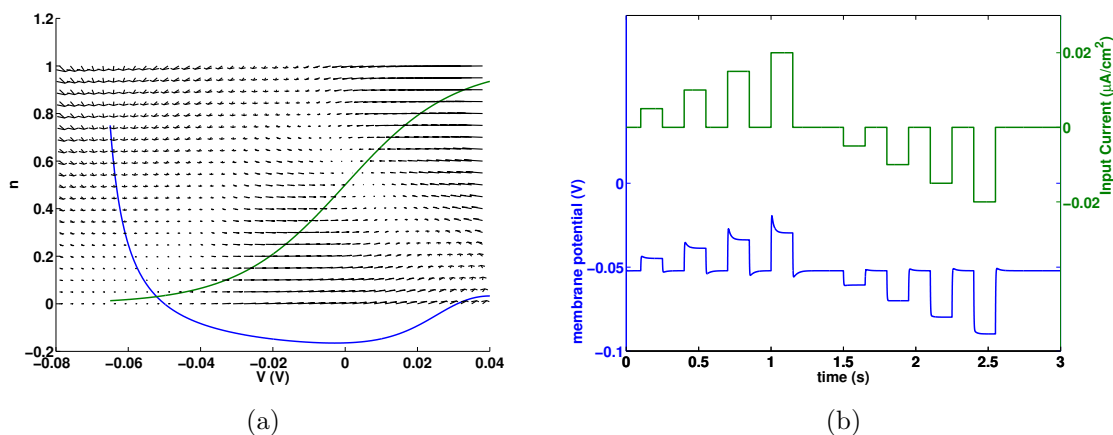 1.2
1
0.8
0.6
0.4
0.2
0
−0.2
n
−0.08 −0.06 −0.04 −0.02 0 0.02 0.04
V (V)
(a)
0
−0.05
−0.1
membrane potential (V)
0.02
0
−0.02
Input Current (μA/cm²)
0 0.5 1 1.5 2 2.5 3
time (s)
(b)